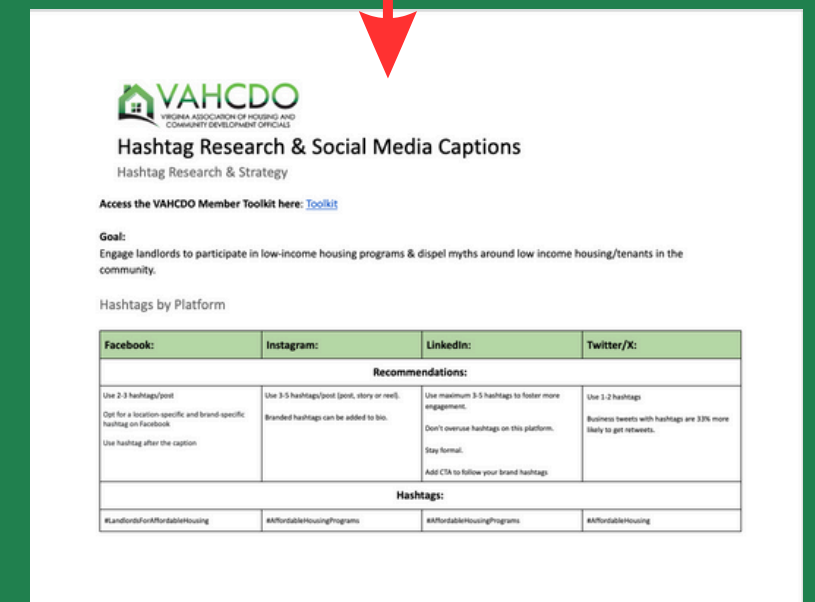 VAHCDO
VIRGINIA ASSOCIATION OF HOUSING AND
COMMUNITY DEVELOPMENT OFFICIALS
Hashtag Research & Social Media Captions
Hashtag Research & Strategy
Access the VAHCDO Member Toolkit here: Toolkit
Goal:
Engage landlords to participate in low-income housing programs & dispel myths around low income housing/tenants in the
community.
Hashtags by Platform
Facebook: Instagram: LinkedIn: Twitter/X:
Recommendations:
Use 2-3 hashtags/post
Opt for a location-specific and brand-specific
hashtag on Facebook
Use hashtag after the caption
Use 3-5 hashtags/post (post, story or reel).
Branded hashtags can be added to bio.
Use maximum 3-5 hashtags to foster more
engagement.
Don't overuse hashtags on this platform.
Stay formal.
Add CTA to follow your brand hashtags
Use 1-2 hashtags
Business tweets with hashtags are 33% more
likely to get retweets.
Hashtags:
#LandlordsForAffordableHousing #AffordableHousingPrograms #AffordableHousingPrograms #AffordableHousing